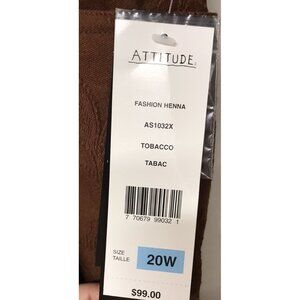 ATTITUDE
FASHION HENNA
AS1032X
TOBACCO
TABAC
7 70679 99032 1
SIZE
TAILLE
20W
$99.00